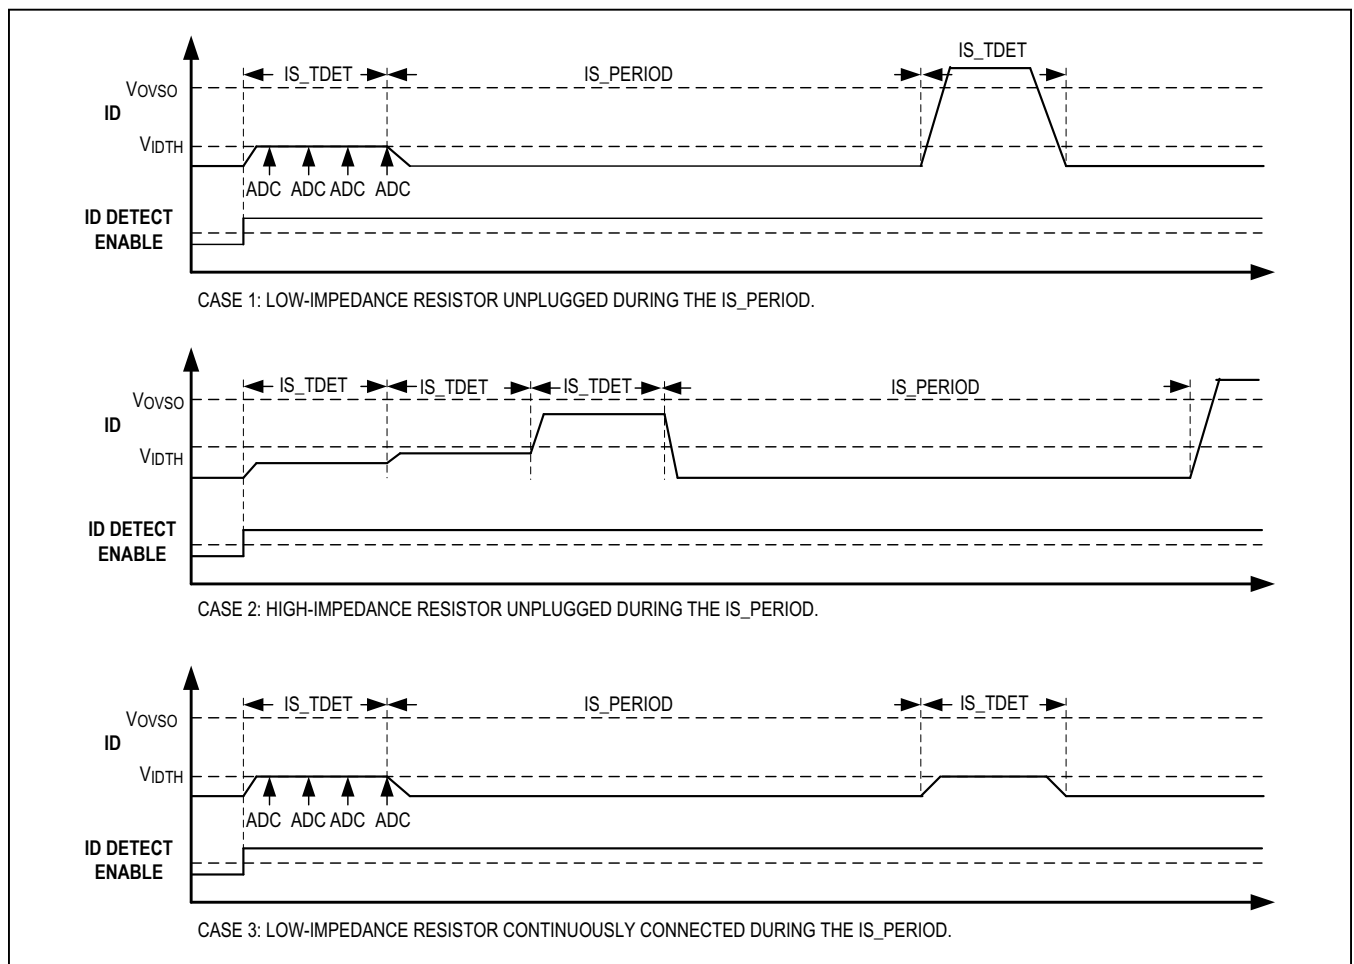 IS_TDET
IS_TDET
IS_PERIOD
VOVSO
ID
VIDTH
ADC ADC ADC ADC
ID DETECT
ENABLE
CASE 1: LOW-IMPEDANCE RESISTOR UNPLUGGED DURING THE IS_PERIOD.
IS_TDET
IS_TDET
IS_TDET
IS_PERIOD
VOVSO
ID
VIDTH
ID DETECT
ENABLE
CASE 2: HIGH-IMPEDANCE RESISTOR UNPLUGGED DURING THE IS_PERIOD.
IS_TDET
IS_PERIOD
IS_TDET
VOVSO
ID
VIDTH
ADC ADC ADC ADC
ID DETECT
ENABLE
CASE 3: LOW-IMPEDANCE RESISTOR CONTINUOUSLY CONNECTED DURING THE IS_PERIOD.